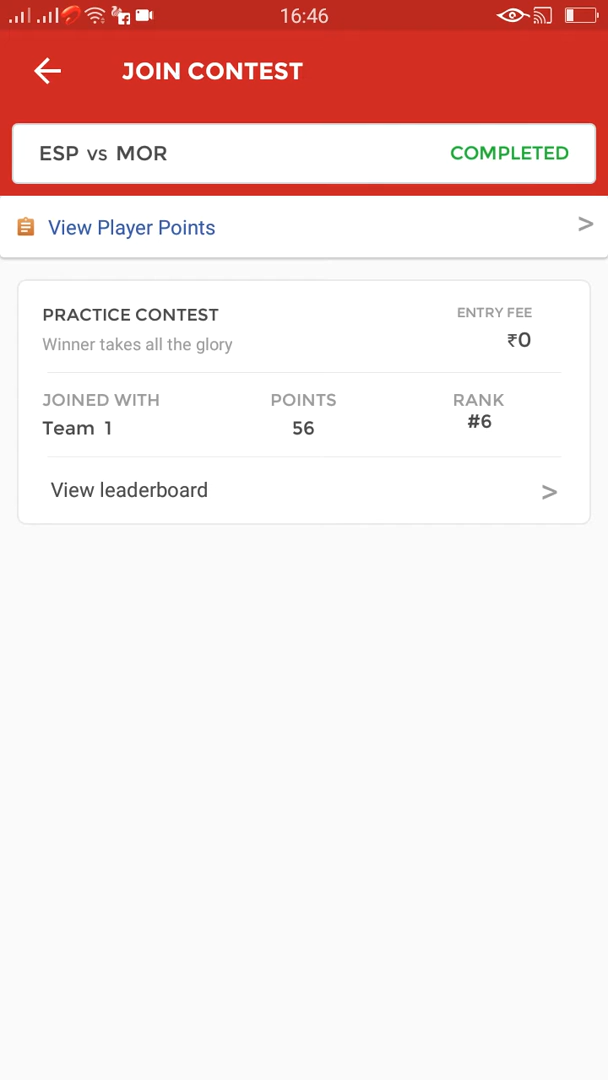 16:46
JOIN CONTEST
ESP vs MOR COMPLETED
View Player Points >
PRACTICE CONTEST ENTRY FEE
Winner takes all the glory ₹0
JOINED WITH POINTS RANK
Team 1 56 #6
View leaderboard >